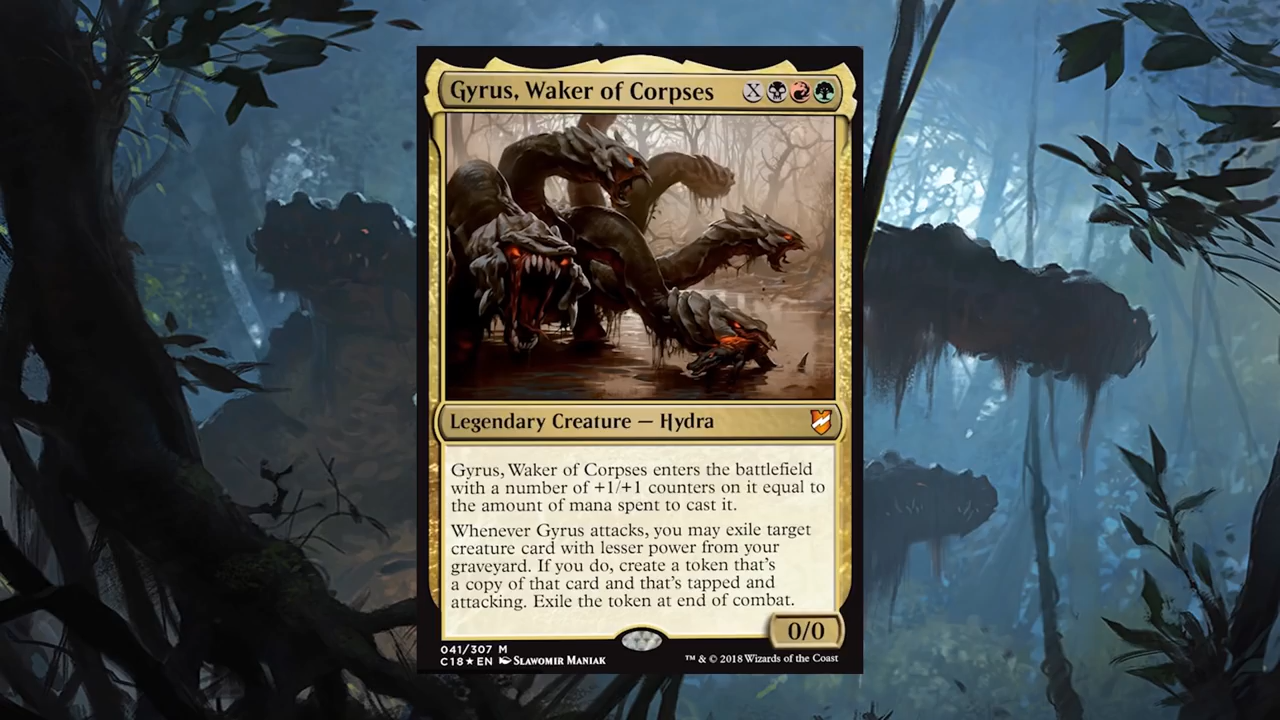 Gyrus, Waker of Corpses X
Legendary Creature — Hydra
Gyrus, Waker of Corpses enters the battlefield
with a number of +1/+1 counters on it equal to
the amount of mana spent to cast it.
Whenever Gyrus attacks, you may exile target
creature card with lesser power from your
graveyard. If you do, create a token that's
a copy of that card and that's tapped and
attacking. Exile the token at end of combat.
0/0
041/307 M
C18★EN Slawomir Maniak
™ & © 2018 Wizards of the Coast